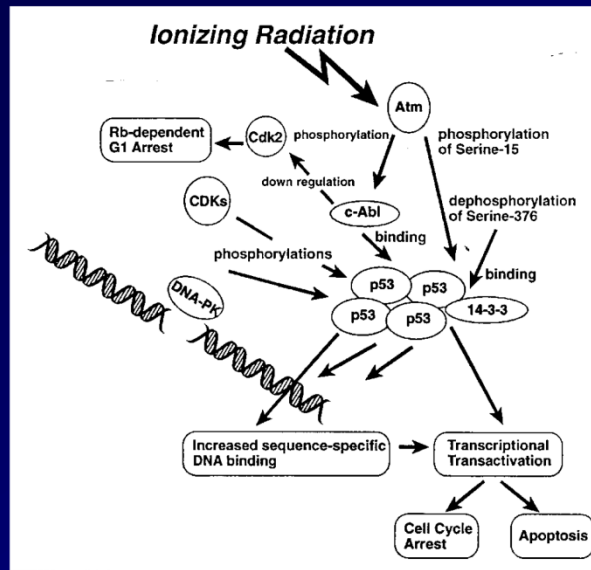 Ionizing Radiation
Atm
Rb-dependent
G1 Arrest
Cdk2
phosphorylation
phosphorylation
of Serine-15
down regulation
CDKs
c-Abl
dephosphorylation
of Serine-376
binding
phosphorylations
binding
p53
p53
DNA-PK
p53
p53
14-3-3
Increased sequence-specific
DNA binding
Transcriptional
Transactivation
Cell Cycle
Arrest
Apoptosis